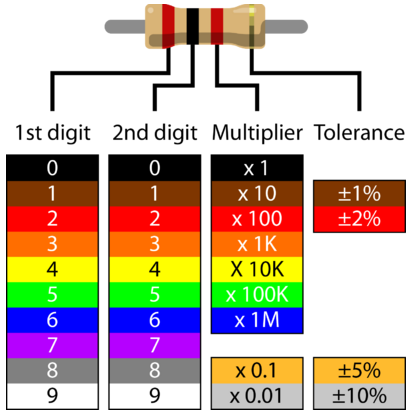 1st digit 2nd digit Multiplier Tolerance
0 0 x 1
1 1 x 10 ±1%
2 2 x 100 ±2%
3 3 x 1K
4 4 X 10K
5 5 x 100K
6 6 x 1M
7 7
8 8 x 0.1 ±5%
9 9 x 0.01 ±10%